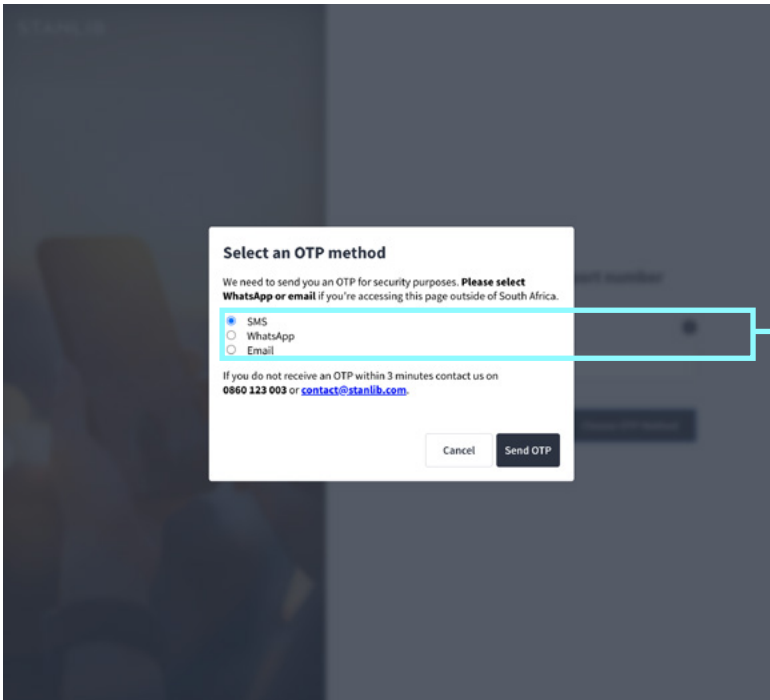 STANLIB
Select an OTP method
We need to send you an OTP for security purposes. Please select
WhatsApp or email if you're accessing this page outside of South Africa.
SMS
WhatsApp
Email
If you do not receive an OTP within 3 minutes contact us on
0860 123 003 or contact@stanlib.com.
Cancel
Send OTP